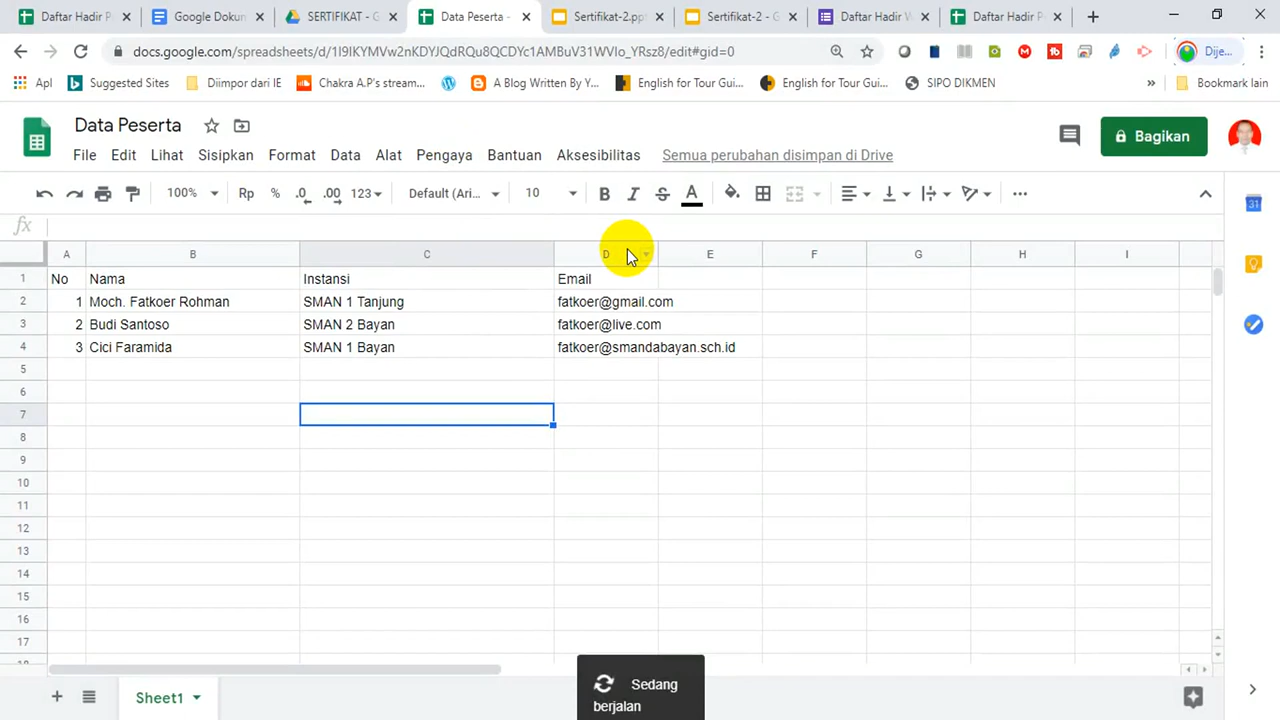 Daftar Hadir P
Google Dokun
SERTIFIKAT - G
Data Peserta -
Sertifikat-2.pp
Sertifikat-2 - G
Daftar Hadir W
Daftar Hadir P
docs.google.com/spreadsheets/d/1I9IKYMVw2nKDYJQdRQu8QCDYc1AMBuV31WVIo_YRsz8/edit#gid=0
Dije...
Apl
Suggested Sites
Diimpor dari IE
Chakra A.P's stream...
A Blog Written By Y...
English for Tour Gui...
English for Tour Gui...
SIPO DIKMEN
»
Bookmark lain
Data Peserta
Bagikan
File Edit Lihat Sisipkan Format Data Alat Pengaya Bantuan Aksesibilitas Semua perubahan disimpan di Drive
100% Rp % .0 .00 123 Default (Ari... 10 B I S A
fx
A B C D E F G H I
1 No Nama Instansi Email
2 1 Moch. Fatkoer Rohman SMAN 1 Tanjung fatkoer@gmail.com
3 2 Budi Santoso SMAN 2 Bayan fatkoer@live.com
4 3 Cici Faramida SMAN 1 Bayan fatkoer@smandabayan.sch.id
5
6
7
8
9
10
11
12
13
14
15
16
17
Sheet1
Sedang
berjalan
31